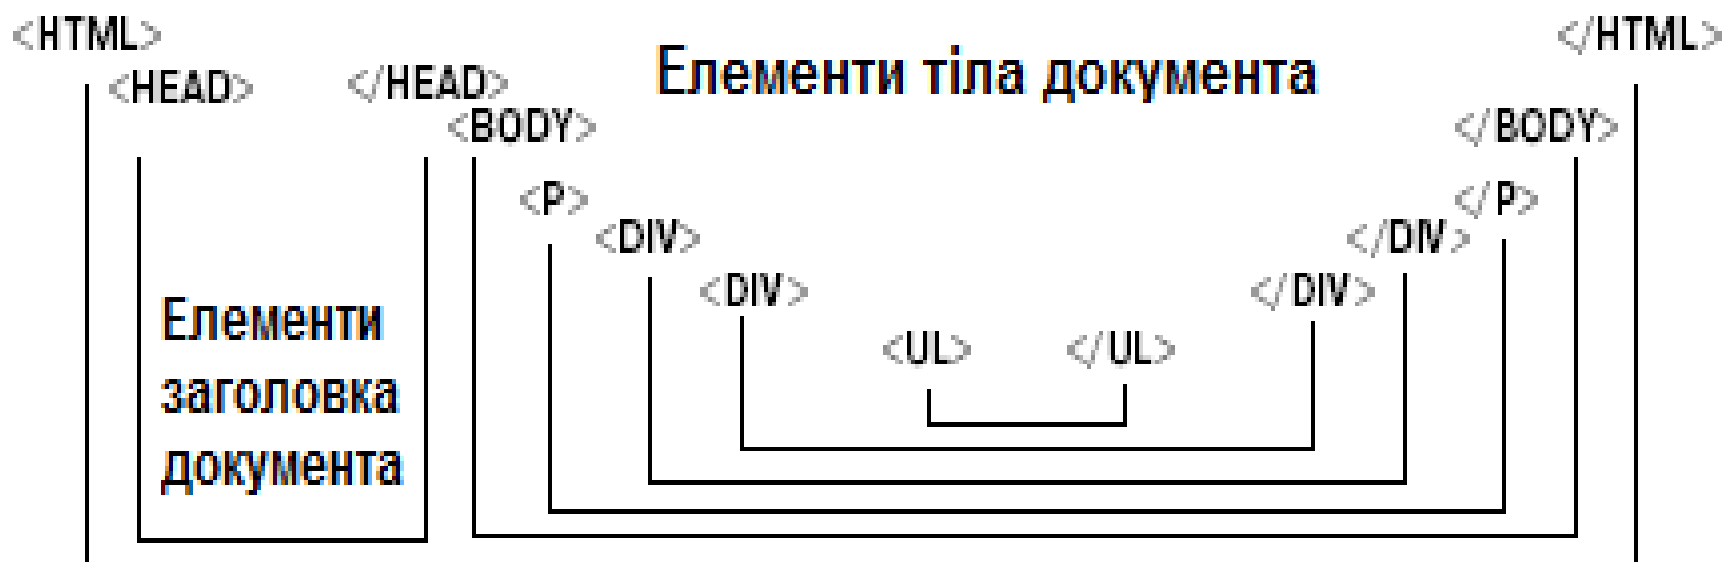 <HTML> </HTML>
<HEAD> </HEAD> Елементи тіла документа
<BODY> </BODY>
<P> </P>
<DIV> </DIV>
<DIV> </DIV>
<UL> </UL>
Елементи
заголовка
документа